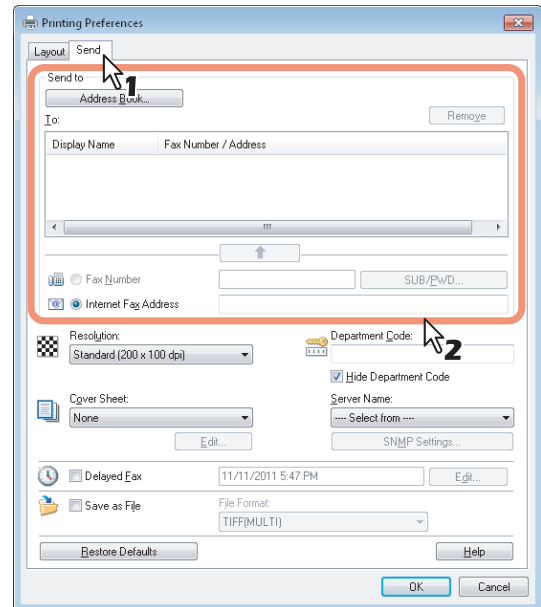 Printing Preferences
Layout Send
1
Send to
Address Book...
To:
Remove
Display Name Fax Number / Address
Fax Number
SUB/PWD...
Internet Fax Address
2
Resolution:
Standard (200 x 100 dpi)
Department Code:
Hide Department Code
Cover Sheet:
None
Edit...
Server Name:
---- Select from ----
SNMP Settings...
Delayed Fax 11/11/2011 5:47 PM Edit...
Save as File
File Format:
TIFF(MULTI)
Restore Defaults Help
OK Cancel